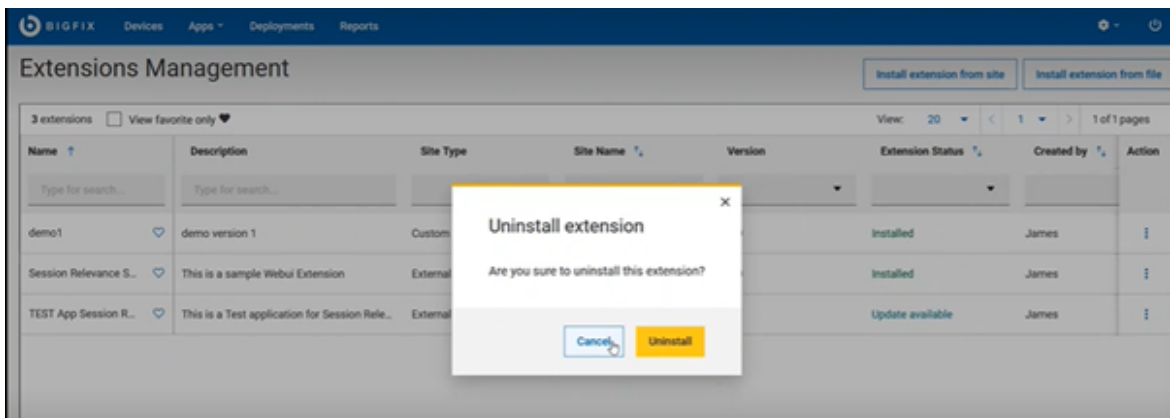 BIGFIX Devices Apps Deployments Reports
Extensions Management
Install extension from site Install extension from file
3 extensions View favorite only View: 20 1 1 of 1 pages
Name Description Site Type Site Name Version Extension Status Created by Action
Type for search... Type for search...
demo1 demo version 1 Custom Installed James
Session Relevance S... This is a sample Webui Extension External Installed James
TEST App Session R... This is a Test application for Session Rele... External Update available James
Uninstall extension
Are you sure to uninstall this extension?
Cancel Uninstall